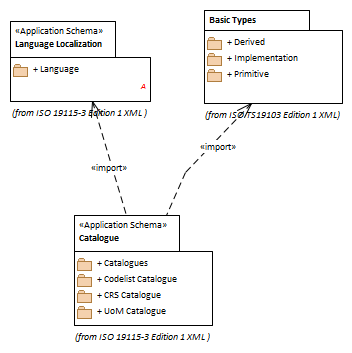 «Application Schema»
Language Localization
+ Language
A
(from ISO 19115-3 Edition 1 XML )
Basic Types
+ Derived
+ Implementation
+ Primitive
(from ISO/TS19103 Edition 1 XML)
«import»
«import»
«Application Schema»
Catalogue
+ Catalogues
+ Codelist Catalogue
+ CRS Catalogue
+ UoM Catalogue
(from ISO 19115-3 Edition 1 XML )